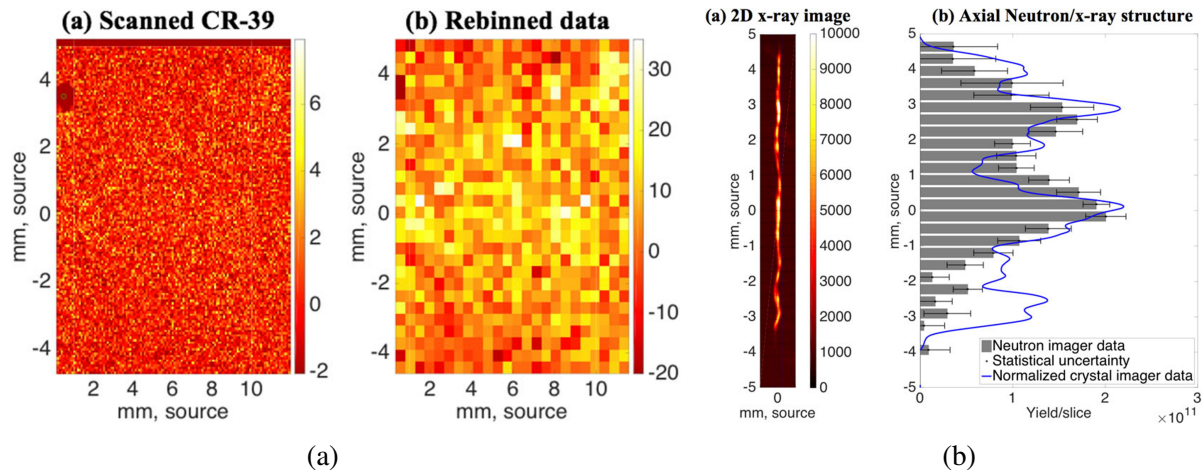 (a) Scanned CR-39
4
2
0
-2
-4
mm, source
2 4 6 8 10
mm, source
6
4
2
0
-2
(b) Rebinned data
4
2
0
-2
-4
mm, source
2 4 6 8 10
mm, source
30
20
10
0
-10
-20
(a)
(a) 2D x-ray image
5
4
3
2
1
0
-1
-2
-3
-4
-5
mm, source
0
mm, source
10000
9000
8000
7000
6000
5000
4000
3000
2000
1000
0
(b) Axial Neutron/x-ray structure
5
4
3
2
1
0
-1
-2
-3
-4
-5
mm, source
Neutron imager data
Statistical uncertainty
Normalized crystal imager data
0 1 2 3
Yield/slice
× 10^11
(b)